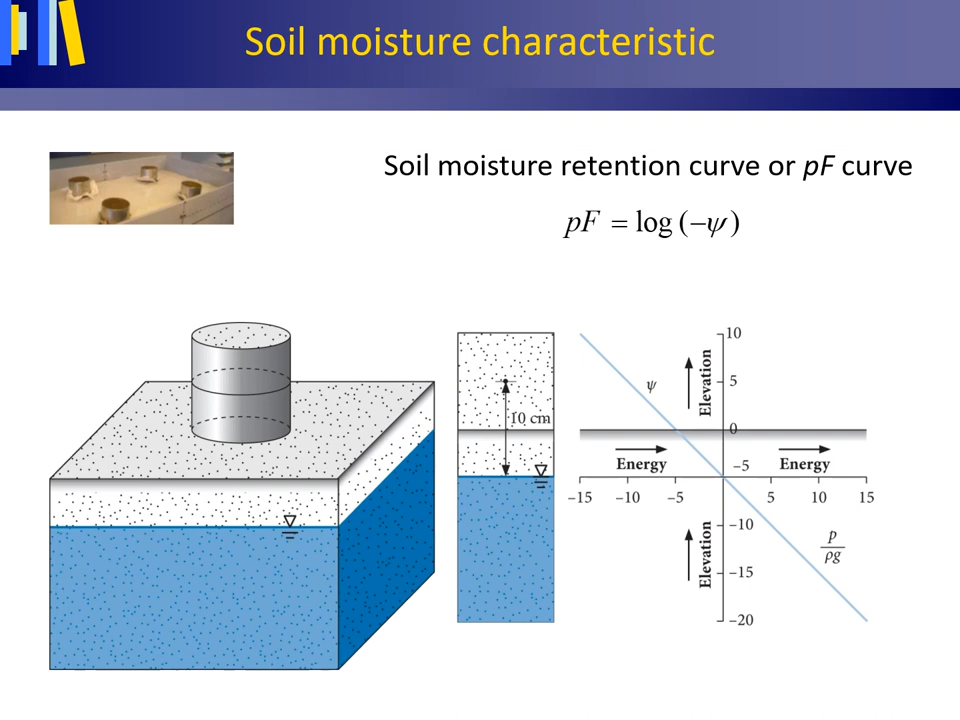 Soil moisture characteristic
Soil moisture retention curve or pF curve
pF = log (−ψ)
10 cm
10
5
0
−5
−10
−15
−20
Elevation
ψ
Energy
Energy
−15 −10 −5 5 10 15
Elevation
p
ρg